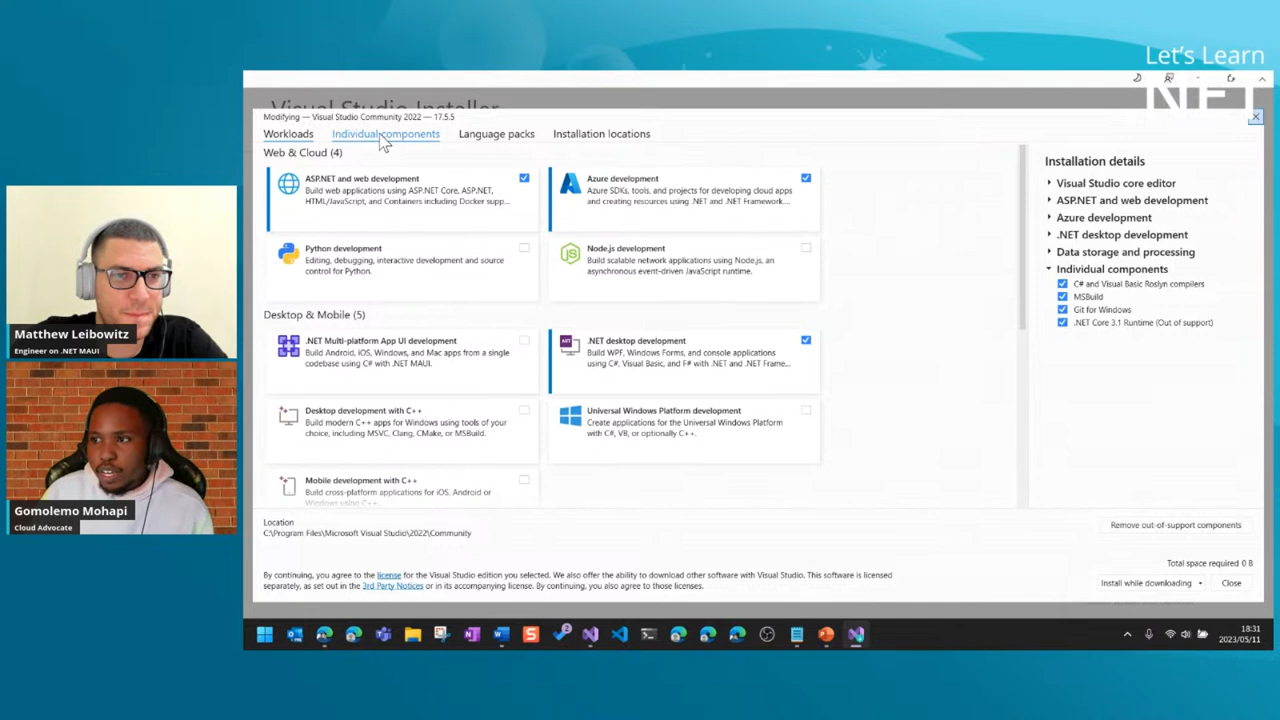 Let's Learn
.NET
Visual Studio Installer
Modifying — Visual Studio Community 2022 — 17.5.5
Workloads
Individual components
Language packs
Installation locations
Web & Cloud (4)
ASP.NET and web development
Build web applications using ASP.NET Core, ASP.NET,
HTML/JavaScript, and Containers including Docker supp...
Azure development
Azure SDKs, tools, and projects for developing cloud apps
and creating resources using .NET and .NET Framework....
Python development
Editing, debugging, interactive development and source
control for Python.
Node.js development
Build scalable network applications using Node.js, an
asynchronous event-driven JavaScript runtime.
Desktop & Mobile (5)
.NET Multi-platform App UI development
Build Android, iOS, Windows, and Mac apps from a single
codebase using C# with .NET MAUI.
.NET desktop development
Build WPF, Windows Forms, and console applications
using C#, Visual Basic, and F# with .NET and .NET Frame...
Desktop development with C++
Build modern C++ apps for Windows using tools of your
choice, including MSVC, Clang, CMake, or MSBuild.
Universal Windows Platform development
Create applications for the Universal Windows Platform
with C#, VB, or optionally C++.
Mobile development with C++
Build cross-platform applications for iOS, Android or
Windows using C++.
Installation details
Visual Studio core editor
ASP.NET and web development
Azure development
.NET desktop development
Data storage and processing
Individual components
C# and Visual Basic Roslyn compilers
MSBuild
Git for Windows
.NET Core 3.1 Runtime (Out of support)
Location
C:\Program Files\Microsoft Visual Studio\2022\Community
Remove out-of-support components
Total space required 0 B
By continuing, you agree to the license for the Visual Studio edition you selected. We also offer the ability to download other software with Visual Studio. This software is licensed
separately, as set out in the 3rd Party Notices or in its accompanying license. By continuing, you also agree to those licenses.
Install while downloading
Close
18:31
2023/05/11
Matthew Leibowitz
Engineer on .NET MAUI
Gomolemo Mohapi
Cloud Advocate